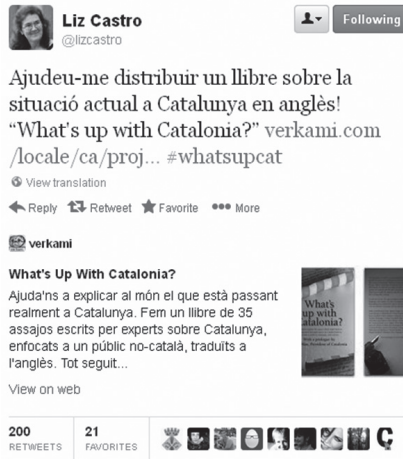 Liz Castro
@lizcastro
Following
Ajudeu-me distribuir un llibre sobre la
situació actual a Catalunya en anglès!
“What's up with Catalonia?” verkami.com
/locale/ca/proj... #whatsupcat
View translation
Reply Retweet Favorite More
verkami
What's Up With Catalonia?
Ajuda'ns a explicar al món el que està passant
realment a Catalunya. Fem un llibre de 35
assajos escrits per experts sobre Catalunya,
enfocats a un públic no-català, traduïts a
l'anglès. Tot seguit...
View on web
What's
up with
Catalonia?
200
RETWEETS
21
FAVORITES